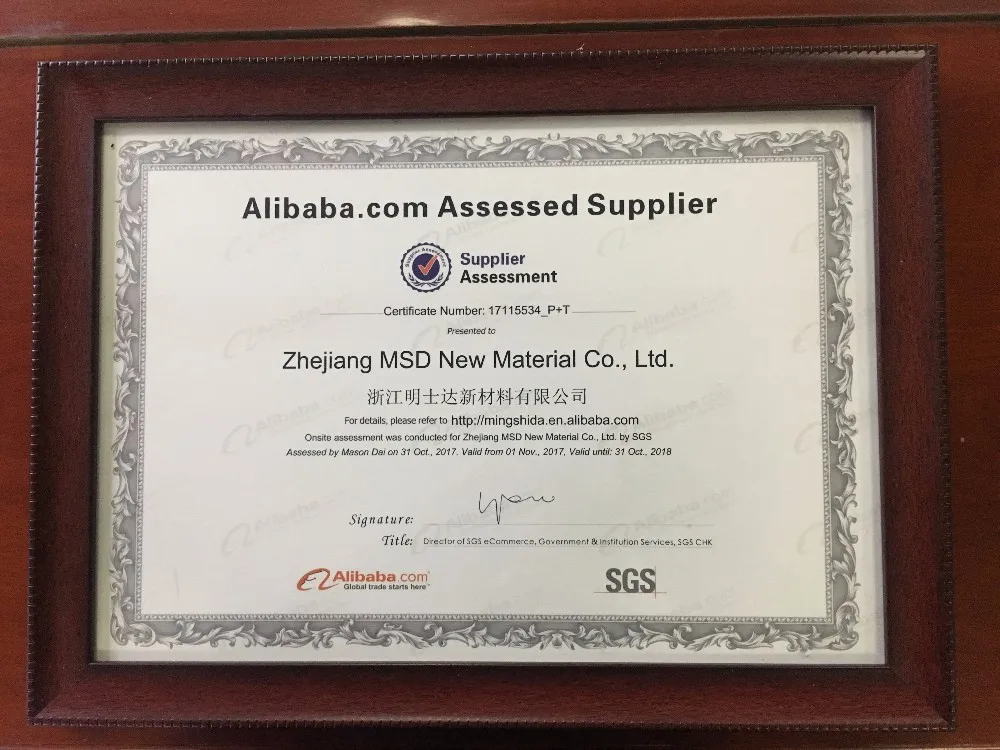 Alibaba.com Assessed Supplier
Supplier Assessment
Supplier
Assessment
Certificate Number: 17115534_P+T
Presented to
Zhejiang MSD New Material Co., Ltd.
浙江明士达新材料有限公司
For details, please refer to http://mingshida.en.alibaba.com
Onsite assessment was conducted for Zhejiang MSD New Material Co., Ltd. by SGS
Assessed by Mason Dai on 31 Oct., 2017. Valid from 01 Nov., 2017, Valid until: 31 Oct., 2018
Signature:
Title: Director of SGS eCommerce, Government & Institution Services, SGS CHK
Alibaba.com® SGS
Global trade starts here™